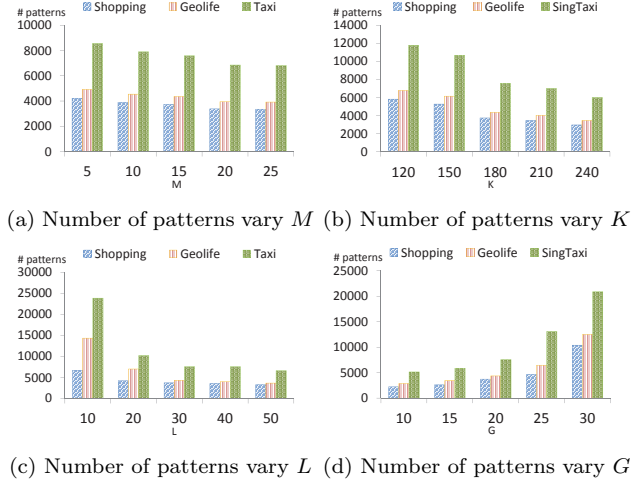 # patterns
Shopping Geolife Taxi
10000
8000
6000
4000
2000
0
5 10 15 20 25
M
(a) Number of patterns vary M
# patterns
Shopping Geolife SingTaxi
14000
12000
10000
8000
6000
4000
2000
0
120 150 180 210 240
K
(b) Number of patterns vary K
# patterns
Shopping Geolife Taxi
30000
25000
20000
15000
10000
5000
0
10 20 30 40 50
L
(c) Number of patterns vary L
# patterns
Shopping Geolife SingTaxi
25000
20000
15000
10000
5000
0
10 15 20 25 30
G
(d) Number of patterns vary G